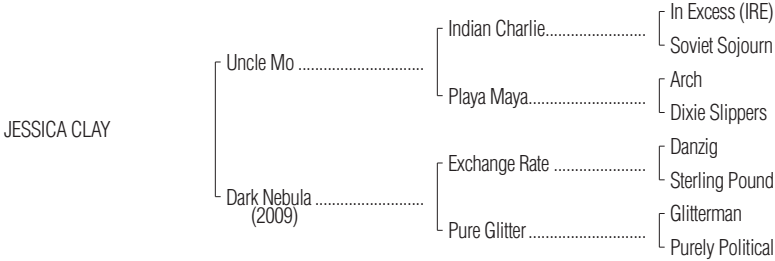 In Excess (IRE)
Indian Charlie
Soviet Sojourn
Uncle Mo
Arch
Playa Maya
Dixie Slippers
JESSICA CLAY
Danzig
Exchange Rate
Sterling Pound
Dark Nebula
(2009)
Glitterman
Pure Glitter
Purely Political